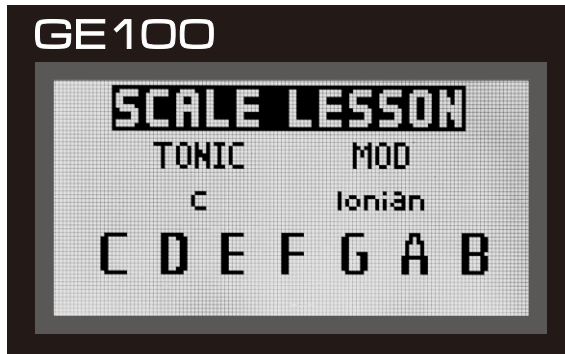 GE100
SCALE LESSON
TONIC MOD
C Ionian
C D E F G A B